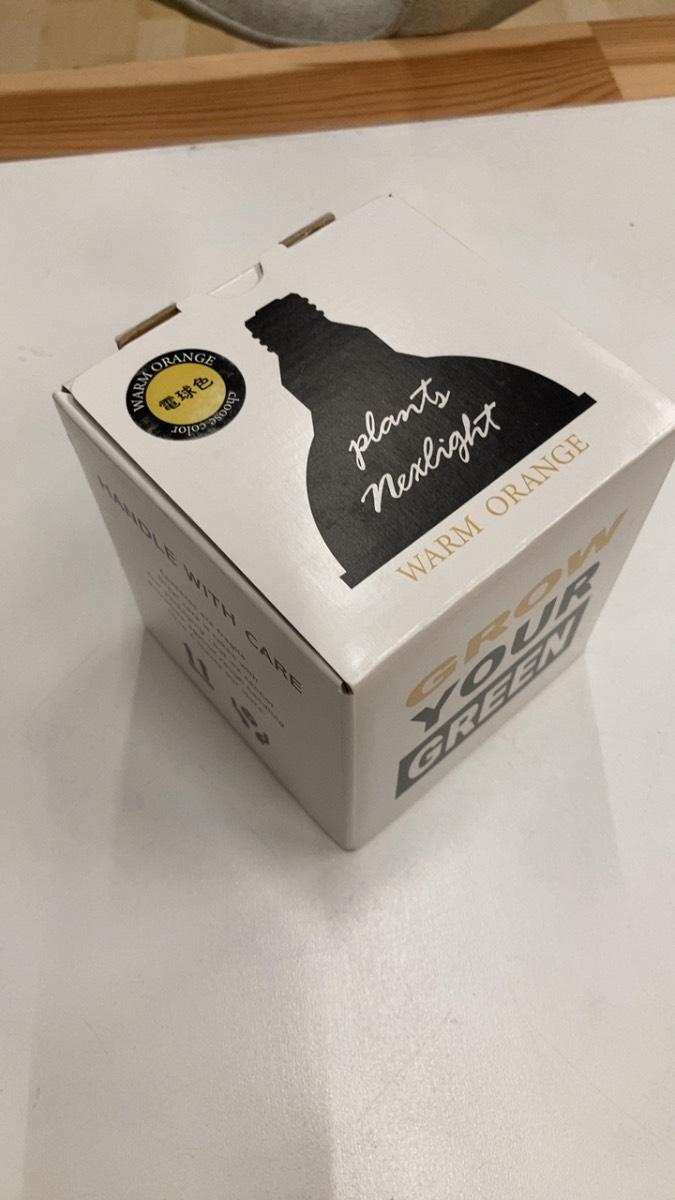 WARM ORANGE
電球色
choose color
plants
Nexlight
WARM ORANGE
GROW
YOUR
GREEN
HANDLE WITH CARE